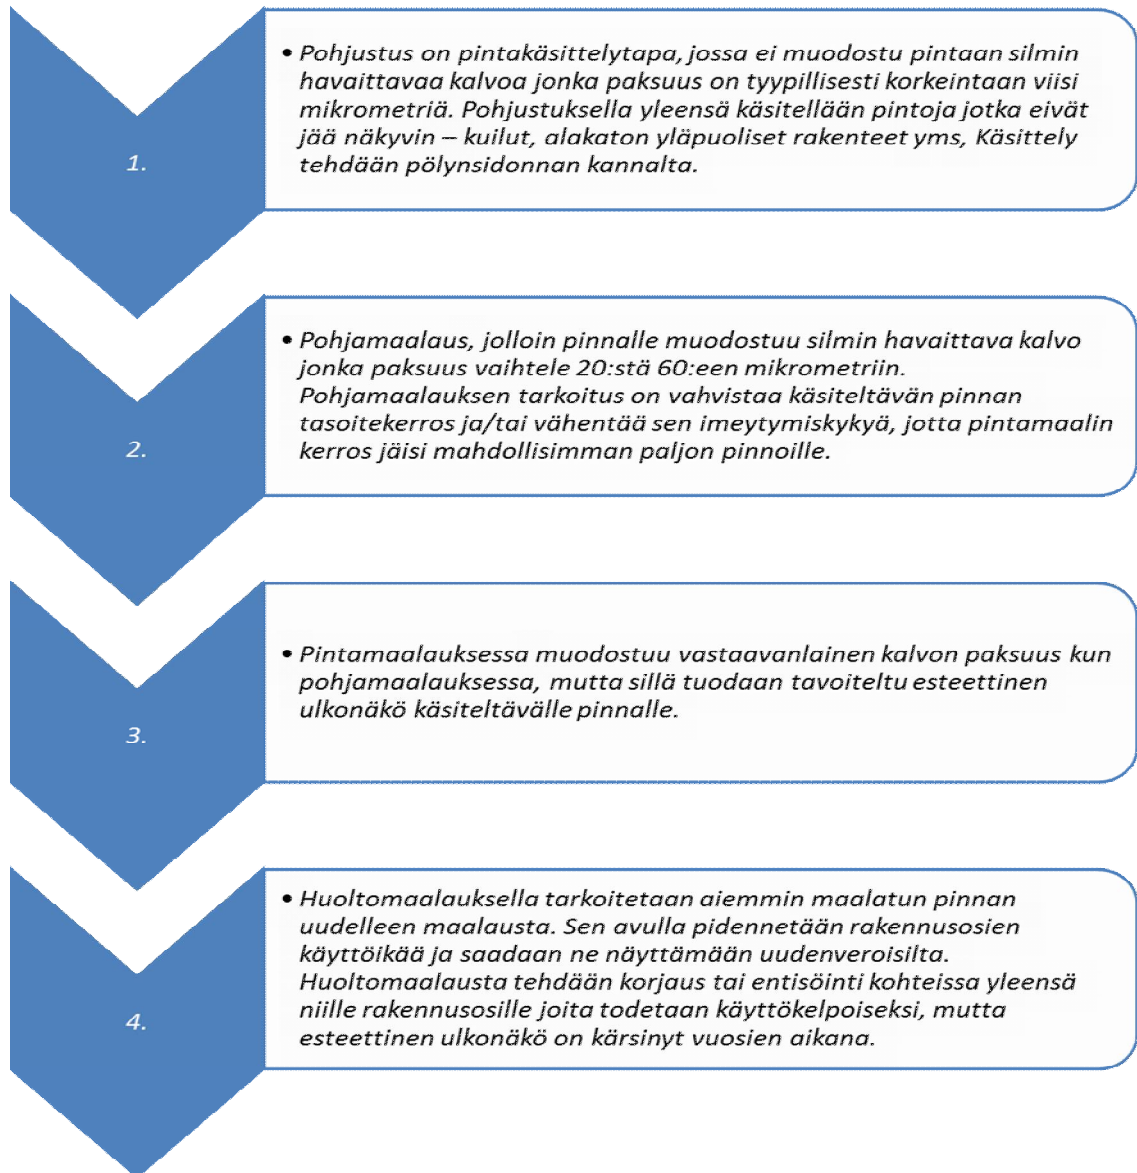 1.
• Pohjustus on pintakäsittelytapa, jossa ei muodostu pintaan silmin
havaittavaa kalvoa jonka paksuus on tyypillisesti korkeintaan viisi
mikrometriä. Pohjustuksella yleensä käsitellään pintoja jotka eivät
jää näkyvin – kuilut, alakaton yläpuoliset rakenteet yms, Käsittely
tehdään pölynsidonnan kannalta.
2.
• Pohjamaalaus, jolloin pinnalle muodostuu silmin havaittava kalvo
jonka paksuus vaihtele 20:stä 60:een mikrometriin.
Pohjamaalauksen tarkoitus on vahvistaa käsiteltävän pinnan
tasoitekerros ja/tai vähentää sen imeytymiskykyä, jotta pintamaalin
kerros jäisi mahdollisimman paljon pinnoille.
3.
• Pintamaalauksessa muodostuu vastaavanlainen kalvon paksuus kun
pohjamaalauksessa, mutta sillä tuodaan tavoiteltu esteettinen
ulkonäkö käsiteltävälle pinnalle.
4.
• Huoltomaalauksella tarkoitetaan aiemmin maalatun pinnan
uudelleen maalausta. Sen avulla pidennetään rakennusosien
käyttöikää ja saadaan ne näyttämään uudenveroisilta.
Huoltomaalausta tehdään korjaus tai entisöinti kohteissa yleensä
niille rakennusosille joita todetaan käyttökelpoiseksi, mutta
esteettinen ulkonäkö on kärsinyt vuosien aikana.